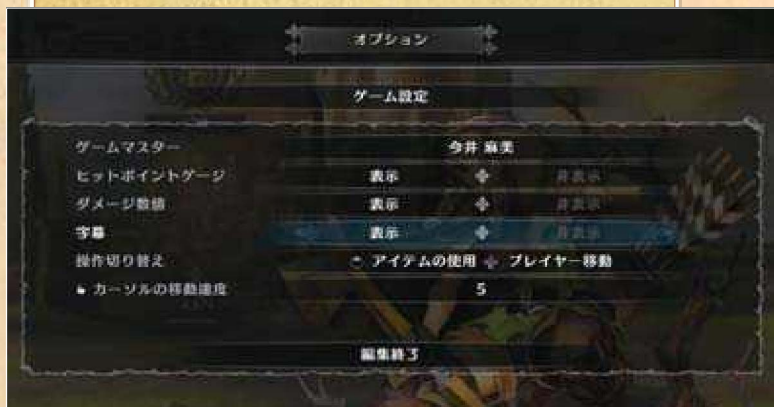 オプション
ゲーム設定
ゲームマスター 今井 麻美
ヒットポイントゲージ 表示 非表示
ダメージ数値 表示 非表示
字幕 表示 非表示
操作切り替え アイテムの使用 プレイヤー移動
カーソルの移動速度 5
編集終了